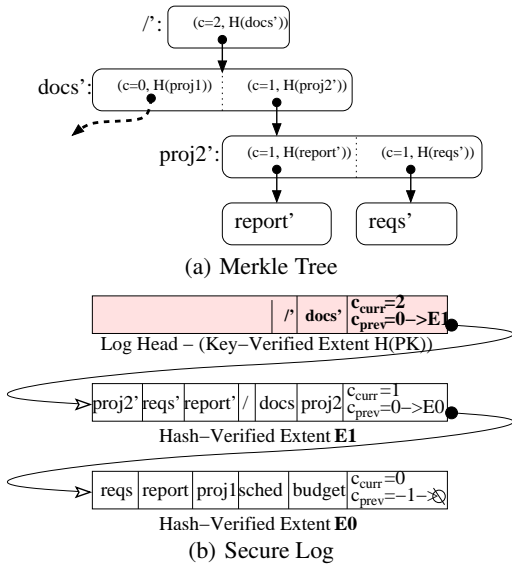 /’: (c=2, H(docs’))
docs’: (c=0, H(proj1)) (c=1, H(proj2’))
proj2’: (c=1, H(report’)) (c=1, H(reqs’))
report’ reqs’
(a) Merkle Tree
/’ docs’ c_curr=2
c_prev=0−>E1
Log Head – (Key−Verified Extent H(PK))
proj2’ reqs’ report’ / docs proj2 c_curr=1
c_prev=0−>E0
Hash−Verified Extent E1
reqs report proj1 sched budget c_curr=0
c_prev=−1−>
Hash−Verified Extent E0
(b) Secure Log